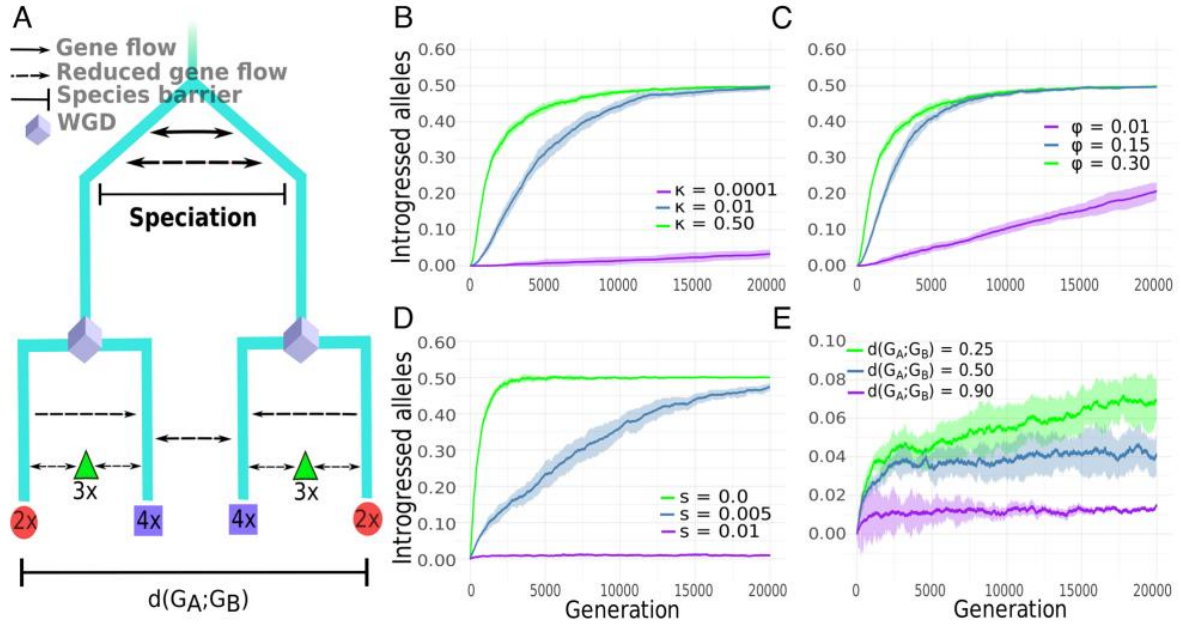 A
Gene flow
Reduced gene flow
Species barrier
WGD
Speciation
3x
3x
2x
4x
4x
2x
d(GA;GB)
B
Introgressed alleles
0.60
0.50
0.40
0.30
0.20
0.10
0.00
κ = 0.0001
κ = 0.01
κ = 0.50
0 5000 10000 15000 20000
C
0.60
0.50
0.40
0.30
0.20
0.10
0.00
φ = 0.01
φ = 0.15
φ = 0.30
0 5000 10000 15000 20000
D
Introgressed alleles
0.60
0.50
0.40
0.30
0.20
0.10
0.00
s = 0.0
s = 0.005
s = 0.01
0 5000 10000 15000 20000
Generation
E
0.10
0.08
0.06
0.04
0.02
0.00
d(GA;GB) = 0.25
d(GA;GB) = 0.50
d(GA;GB) = 0.90
0 5000 10000 15000 20000
Generation